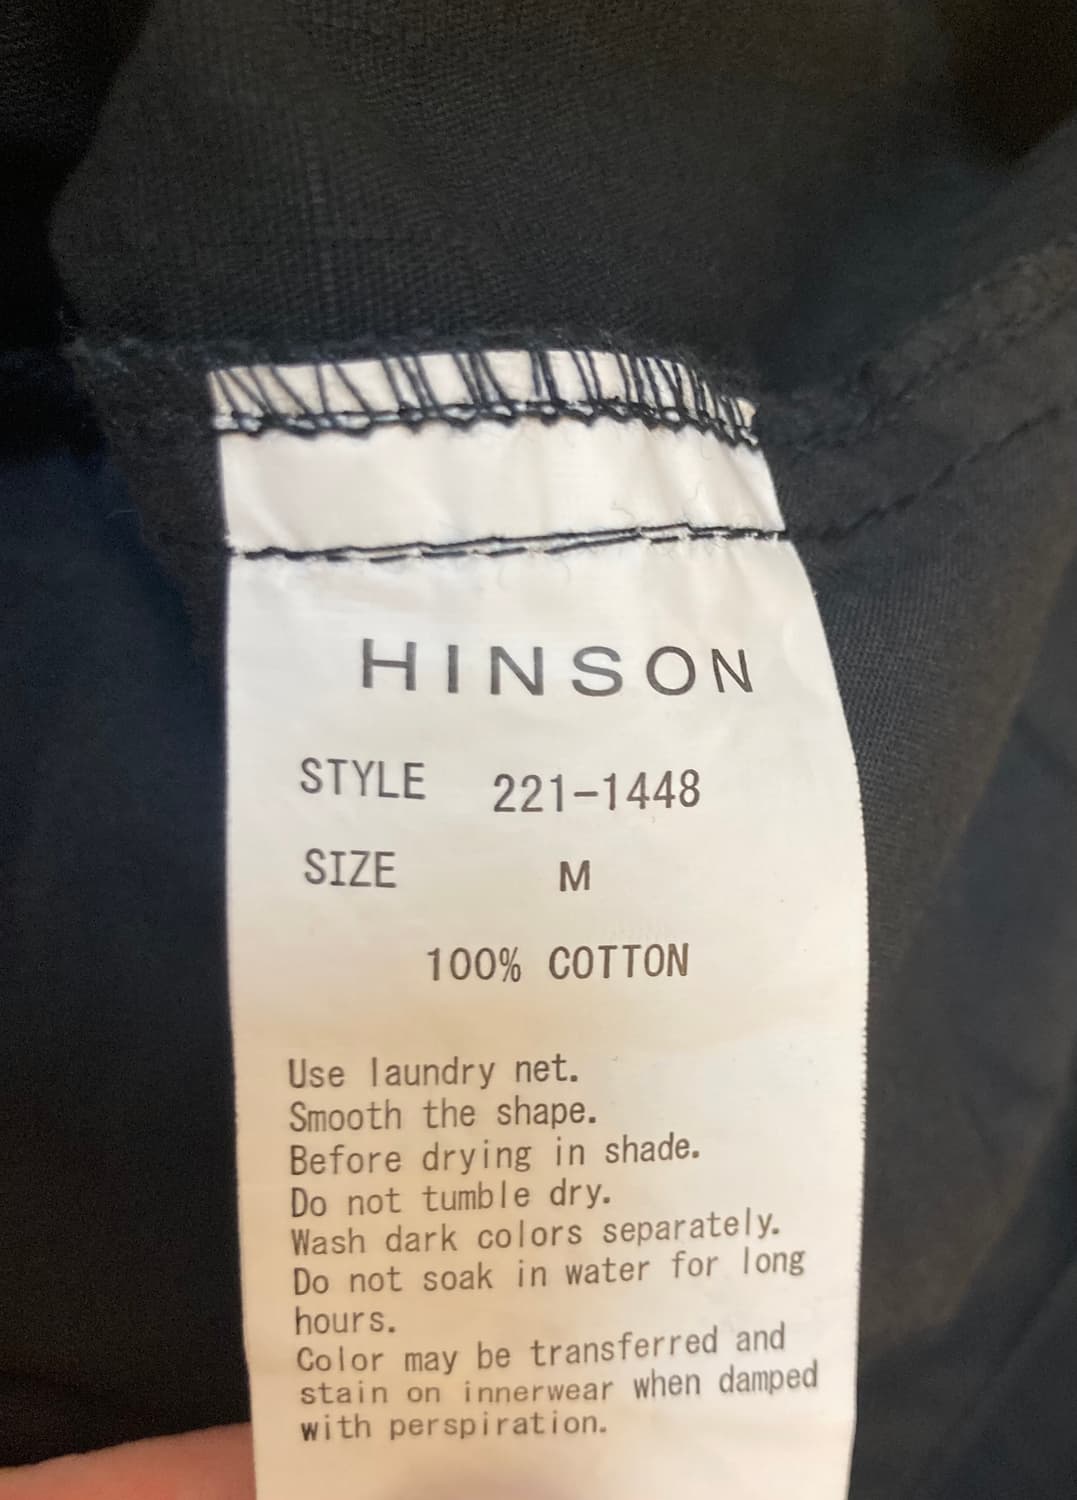 HINSON
STYLE 221-1448
SIZE M
100% COTTON
Use laundry net.
Smooth the shape.
Before drying in shade.
Do not tumble dry.
Wash dark colors separately.
Do not soak in water for long
hours.
Color may be transferred and
stain on innerwear when damped
with perspiration.